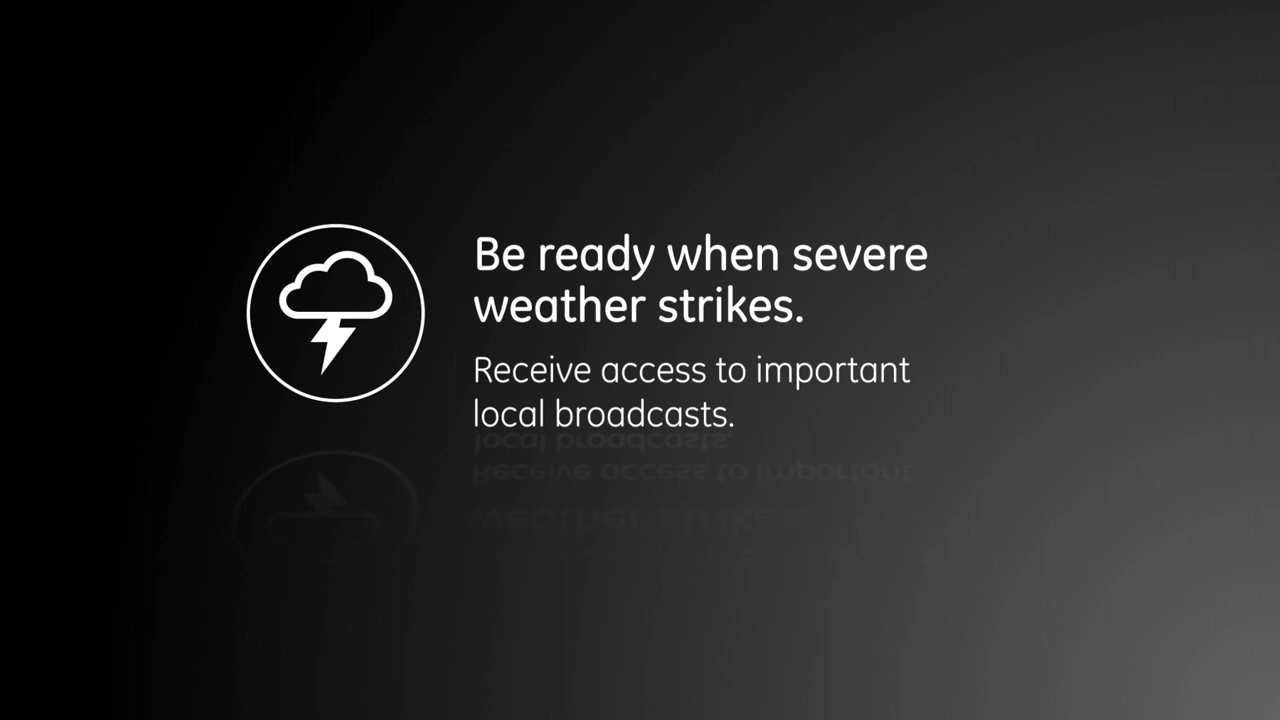 Be ready when severe
weather strikes.
Receive access to important
local broadcasts.